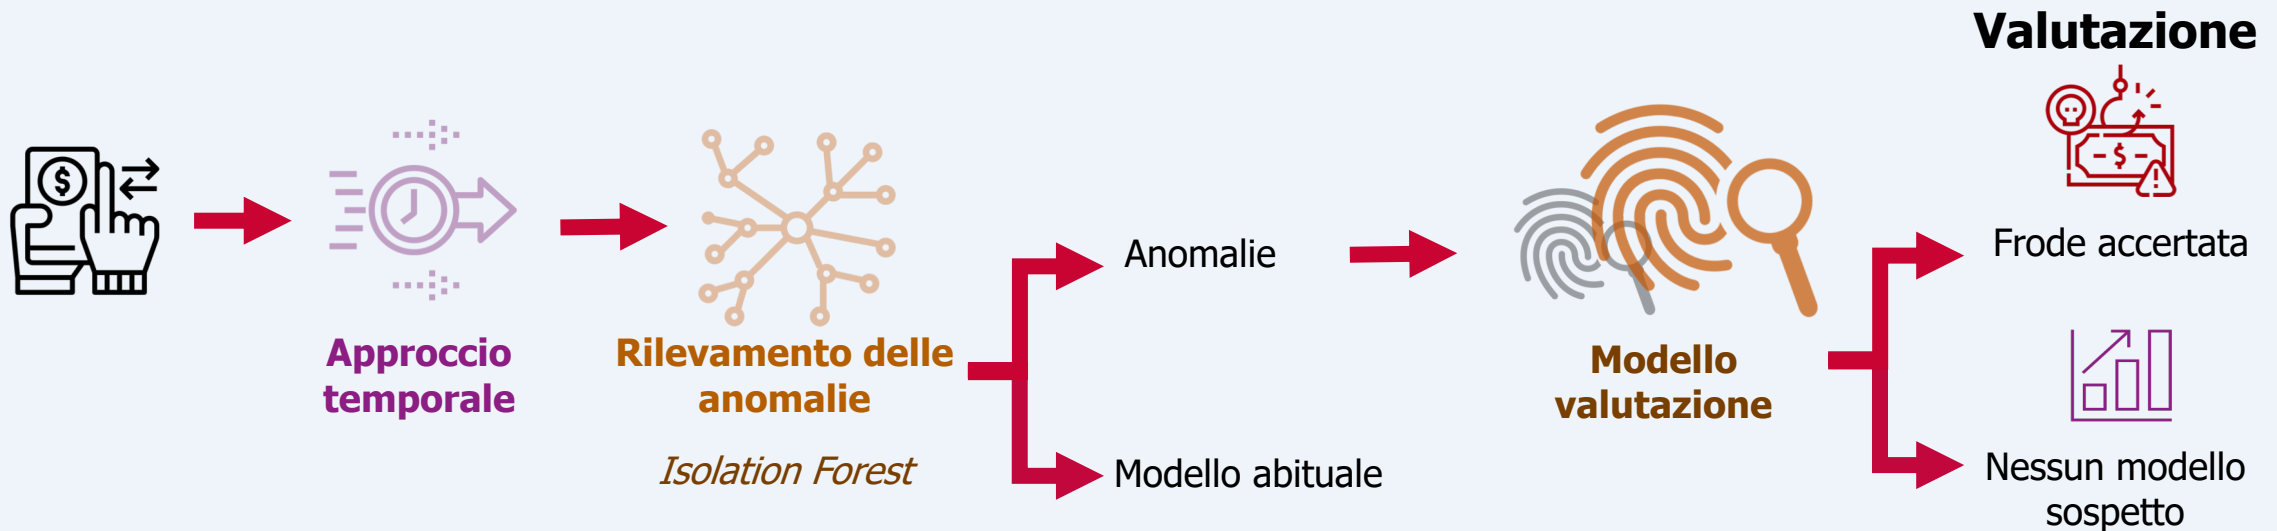 Valutazione
$
- $ -
Approccio
temporale
Rilevamento delle
anomalie
Isolation Forest
Anomalie
Modello abituale
Modello
valutazione
Frode accertata
Nessun modello
sospetto